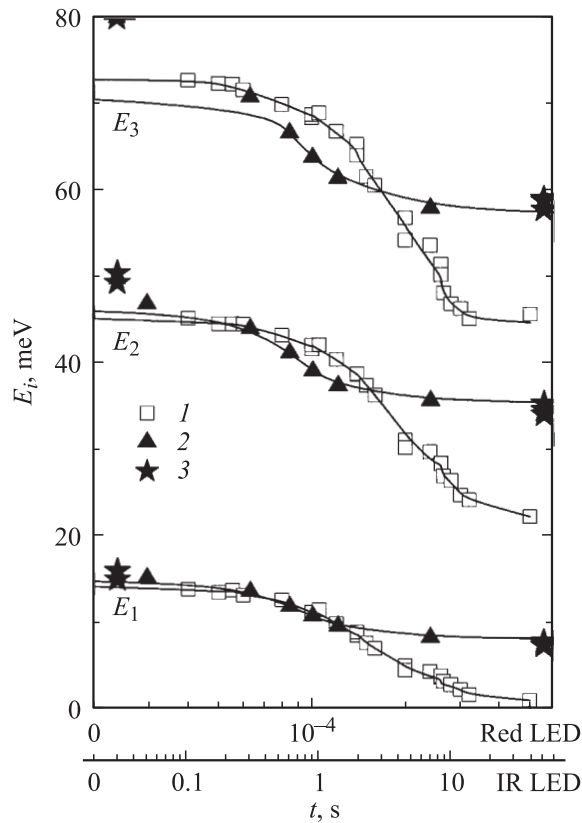 80
E3
60
E2
Ei, meV
40
1
2
3
20
E1
0
0 10–4 Red LED
0 0.1 1 10 IR LED
t, s